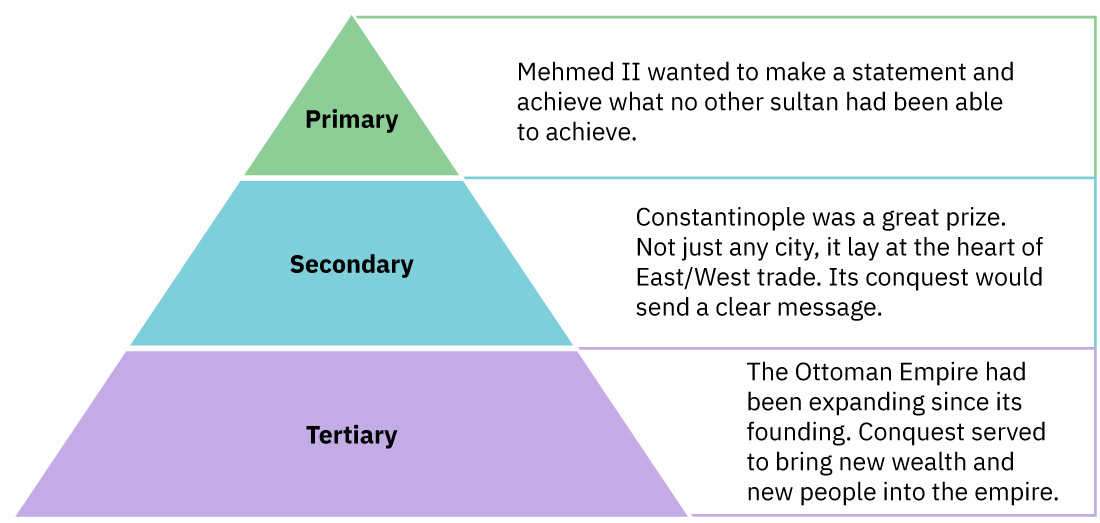 Primary
Mehmed II wanted to make a statement and
achieve what no other sultan had been able
to achieve.
Secondary
Constantinople was a great prize.
Not just any city, it lay at the heart of
East/West trade. Its conquest would
send a clear message.
Tertiary
The Ottoman Empire had
been expanding since its
founding. Conquest served
to bring new wealth and
new people into the empire.